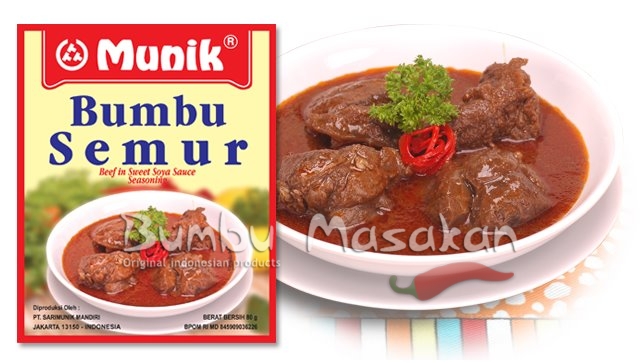 Munik®
Bumbu
Semur
Beef in Sweet Soya Sauce
Seasoning
Bumbu Masakan
Original indonesian products
Diproduksi Oleh :
PT. SARIMUNIK MANDIRI
JAKARTA 13150 - INDONESIA
BERAT BERSIH 80 g
BPOM RI MD 845909036226